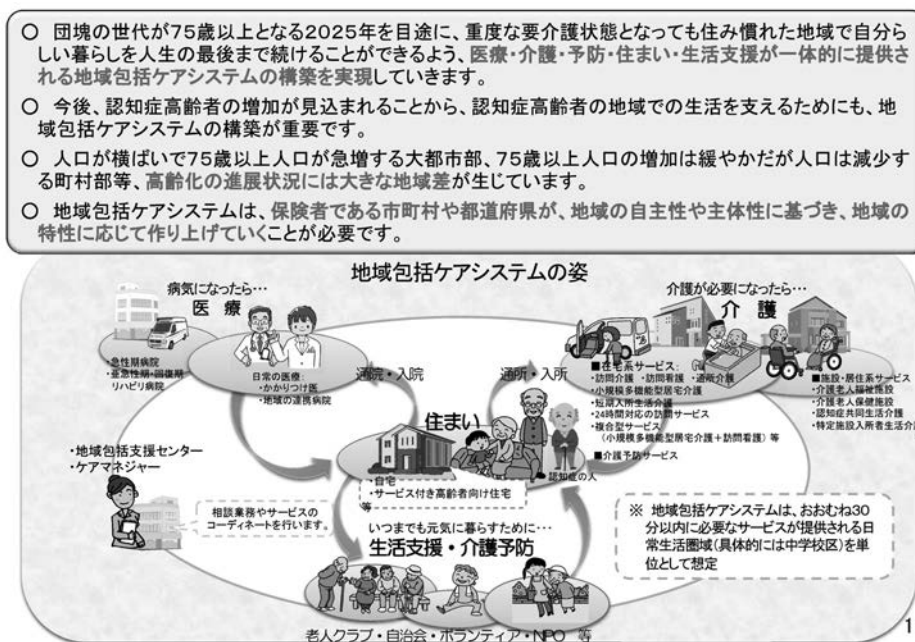 ○ 団塊の世代が75歳以上となる2025年を目途に、重度な要介護状態となっても住み慣れた地域で自分ら
しい暮らしを人生の最後まで続けることができるよう、医療・介護・予防・住まい・生活支援が一体的に提供さ
れる地域包括ケアシステムの構築を実現していきます。
○ 今後、認知症高齢者の増加が見込まれることから、認知症高齢者の地域での生活を支えるためにも、地
域包括ケアシステムの構築が重要です。
○ 人口が横ばいで75歳以上人口が急増する大都市部、75歳以上人口の増加は緩やかだが人口は減少す
る町村部等、高齢化の進展状況には大きな地域差が生じています。
○ 地域包括ケアシステムは、保険者である市町村や都道府県が、地域の自主性や主体性に基づき、地域の
特性に応じて作り上げていくことが必要です。
地域包括ケアシステムの姿
病気になったら…
医療
・急性期病院
・亜急性期・回復期
リハビリ病院
日常の医療:
・かかりつけ医
・地域の連携病院
通院・入院
通所・入所
介護が必要になったら…
介護
■在宅系サービス:
・訪問介護 ・訪問看護 ・通所介護
・小規模多機能型居宅介護
・短期入所生活介護
・24時間対応の訪問サービス
・複合型サービス
(小規模多機能型居宅介護+訪問看護)等
■介護予防サービス
■施設・居住系サービス
・介護老人福祉施設
・介護老人保健施設
・認知症共同生活介護
・特定施設入所者生活介護
住まい
・自宅
・サービス付き高齢者向け住宅
等
認知症の人
・地域包括支援センター
・ケアマネジャー
相談業務やサービスの
コーディネートを行います。
いつまでも元気に暮らすために…
生活支援・介護予防
老人クラブ・自治会・ボランティア・NPO 等
※ 地域包括ケアシステムは、おおむね30
分以内に必要なサービスが提供される日
常生活圏域(具体的には中学校区)を単
位として想定
1